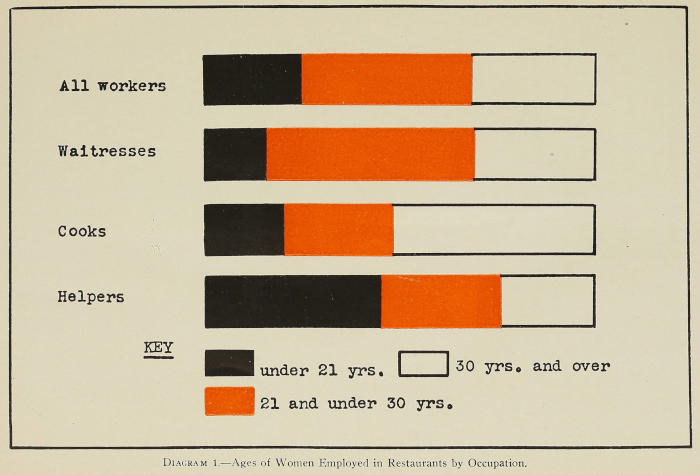 All workers
Waitresses
Cooks
Helpers
KEY
under 21 yrs. 30 yrs. and over
21 and under 30 yrs.
DIAGRAM 1.—Ages of Women Employed in Restaurants by Occupation.